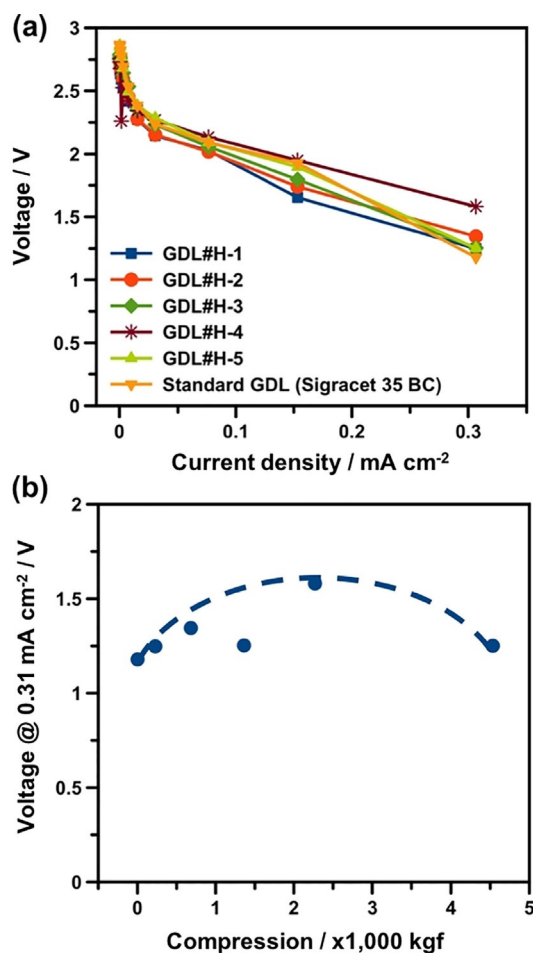 (a)
3
2.5
2
1.5
1
0.5
0
Voltage / V
GDL#H-1
GDL#H-2
GDL#H-3
GDL#H-4
GDL#H-5
Standard GDL (Sigracet 35 BC)
0 0.1 0.2 0.3
Current density / mA cm⁻²
(b)
2
1.5
1
0.5
0
Voltage @ 0.31 mA cm⁻² / V
0 1 2 3 4 5
Compression / x1,000 kgf